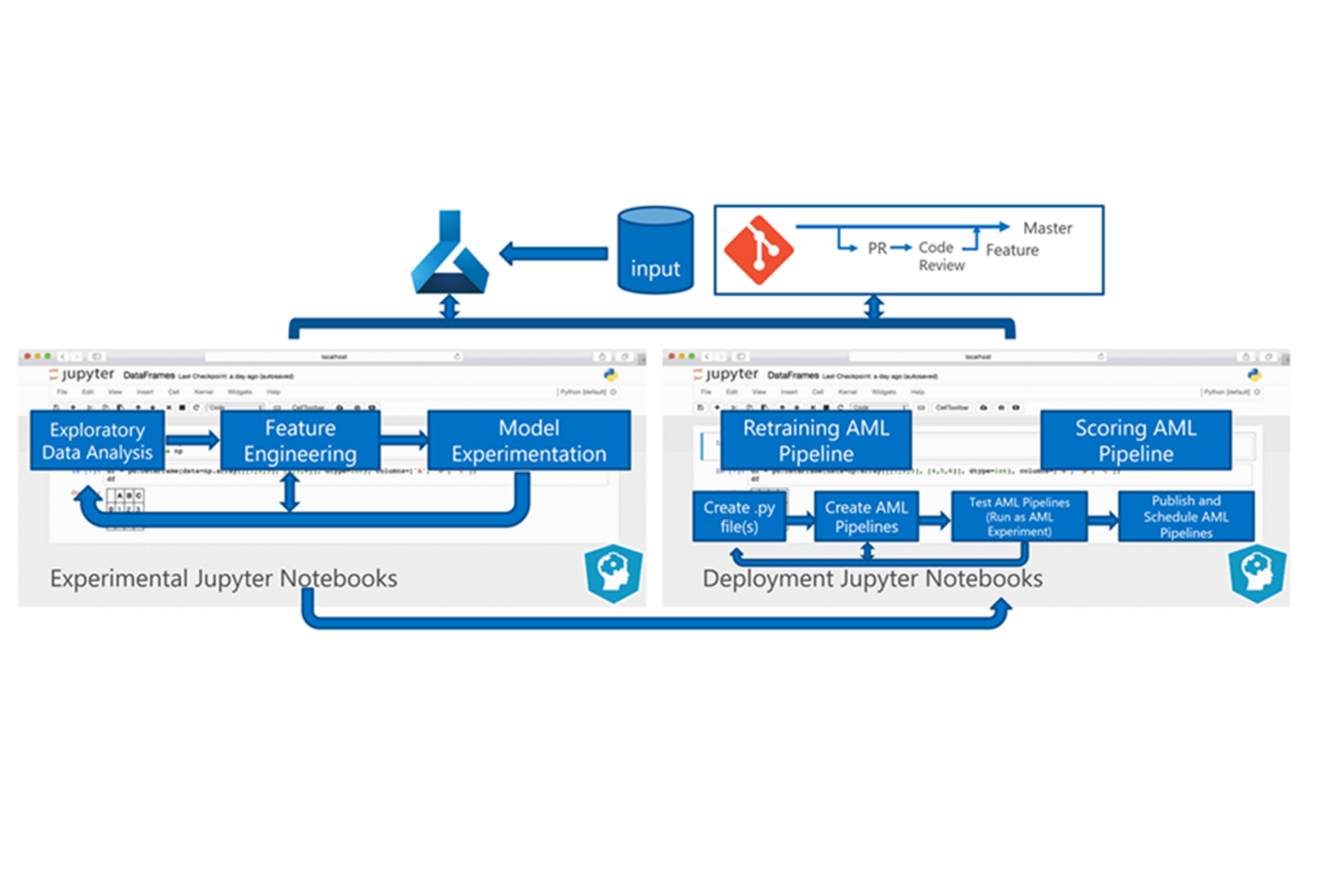 input
Master
PR
Code
Review
Feature
localhost
jupyter DataFrames Last Checkpoint: a day ago (autosaved)
File Edit View Insert Cell Kernel Widgets Help
Python [default]
Code
CellToolbar
Exploratory
Data Analysis
Feature
Engineering
Model
Experimentation
np
df
A B C
Experimental Jupyter Notebooks
localhost
jupyter DataFrames Last Checkpoint: a day ago (autosaved)
File Edit View Insert Cell Kernel Widgets Help
Python [default]
Code
CellToolbar
Retraining AML
Pipeline
Scoring AML
Pipeline
df
Create .py
file(s)
Create AML
Pipelines
Test AML Pipelines
(Run as AML
Experiment)
Publish and
Schedule AML
Pipelines
Deployment Jupyter Notebooks